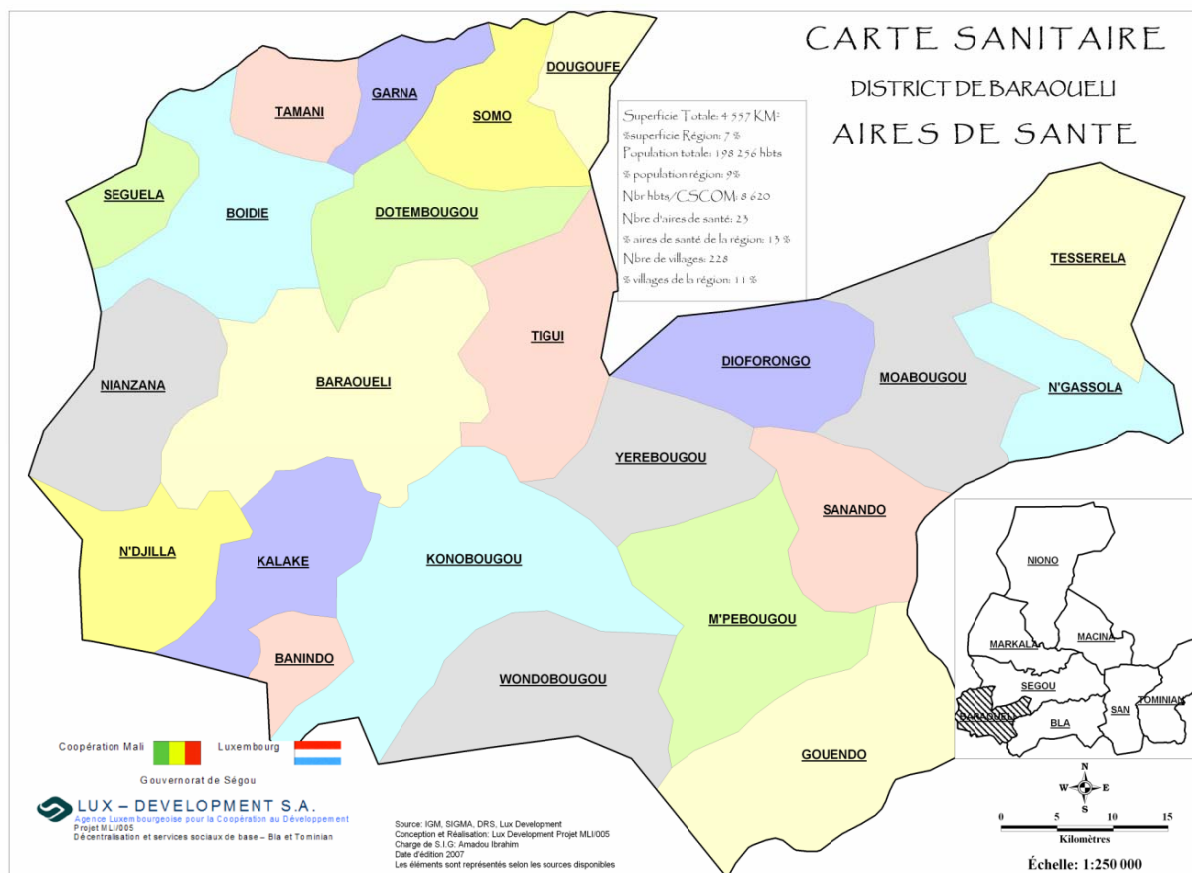 CARTE SANITAIRE
DISTRICT DE BARAOUELI
AIRES DE SANTE
DOUGOUFE
GARNA
TAMANI
SOMO
Superficie Totale: 4 557 KM²
%superficie Région: 7 %
Population totale: 198 256 hbts
% population région: 9%
Nbr hbts/CSCOM: 8 620
Nbre d'aires de santé: 23
% aires de santé de la région: 13 %
Nbre de villages: 228
% villages de la région: 11 %
SEGUELA
BOIDIE
DOTEMBOUGOU
TESSERELA
TIGUI
DIOFORONGO
MOABOUGOU
N'GASSOLA
NIANZANA
BARAOUELI
YEREBOUGOU
SANANDO
N'DJILLA
KALAKE
KONOBOUGOU
M'PEBOUGOU
BANINDO
WONDOBOUGOU
GOUENDO
NIONO
MARKALA
MACINA
SEGOU
TOMINIAN
BARAOUELI
BLA
SAN
Coopération Mali Luxembourg
Gouvernorat de Ségou
LUX – DEVELOPMENT S.A.
Agence Luxembourgeoise pour la Coopération au Développement
Projet MLI/005
Décentralisation et services sociaux de base – Bla et Tominian
Source: IGM, SIGMA, DRS, Lux Development
Conception et Réalisation: Lux Development Projet MLI/005
Charge de S.I.G: Amadou Ibrahim
Date d'édition 2007
Les éléments sont représentés selon les sources disponibles
N
W E
S
0 5 10 15
Kilomètres
Échelle: 1:250 000